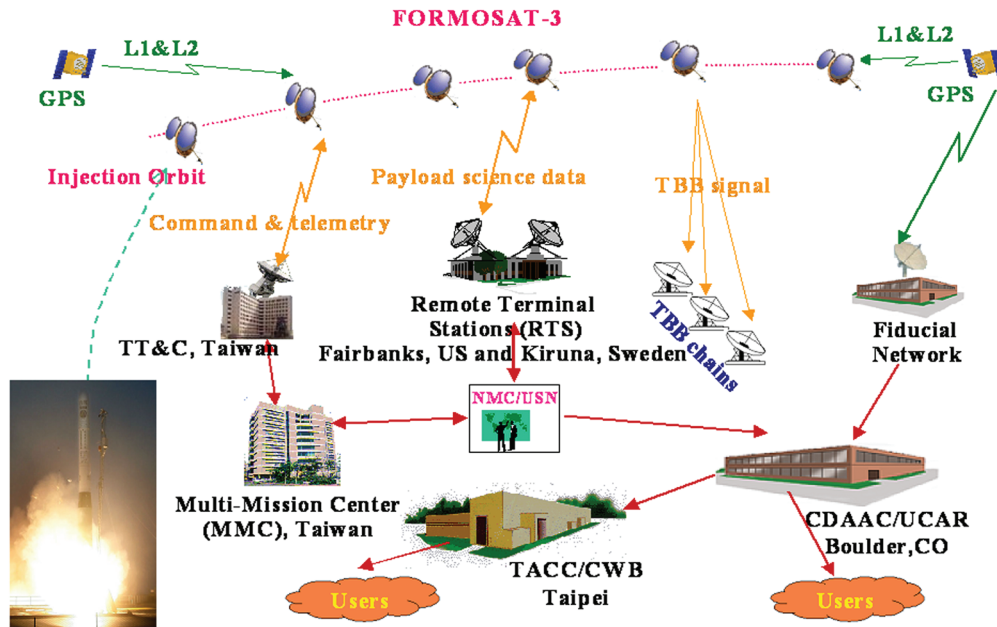 FORMOSAT-3
L1&L2
L1&L2
GPS
GPS
Injection Orbit
Payload science data
TBB signal
Command & telemetry
TT&C, Taiwan
Remote Terminal
Stations (RTS)
Fairbanks, US and Kiruna, Sweden
TBB chains
Fiducial
Network
NMC/USN
Multi-Mission Center
(MMC), Taiwan
TACC/CWB
Taipei
CDAAC/UCAR
Boulder,CO
Users
Users